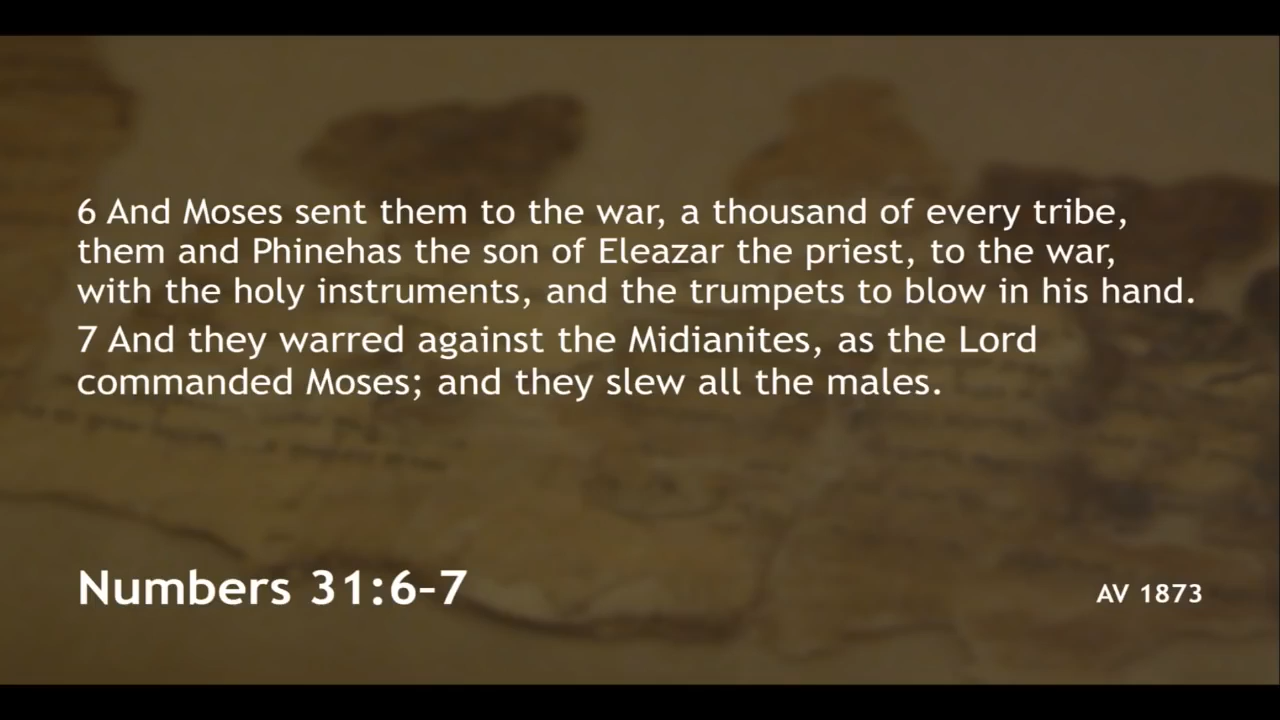 6 And Moses sent them to the war, a thousand of every tribe,
them and Phinehas the son of Eleazar the priest, to the war,
with the holy instruments, and the trumpets to blow in his hand.
7 And they warred against the Midianites, as the Lord
commanded Moses; and they slew all the males.
Numbers 31:6–7
AV 1873